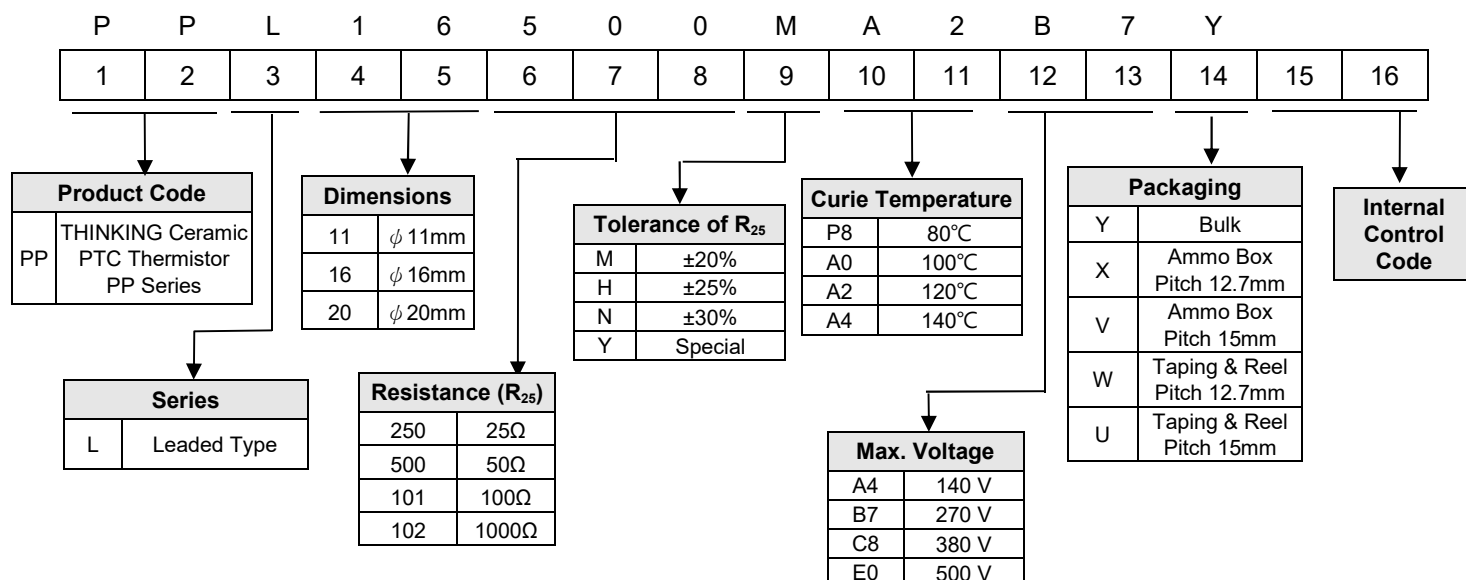 P P L 1 6 5 0 0 M A 2 B 7 Y
1 2 3 4 5 6 7 8 9 10 11 12 13 14 15 16
Product Code
PP
THINKING Ceramic
PTC Thermistor
PP Series
Series
L Leaded Type
Dimensions
11 ϕ 11mm
16 ϕ 16mm
20 ϕ 20mm
Resistance (R25)
250 25Ω
500 50Ω
101 100Ω
102 1000Ω
Tolerance of R25
M ±20%
H ±25%
N ±30%
Y Special
Curie Temperature
P8 80℃
A0 100℃
A2 120℃
A4 140℃
Max. Voltage
A4 140 V
B7 270 V
C8 380 V
E0 500 V
Packaging
Y Bulk
X Ammo Box
Pitch 12.7mm
V Ammo Box
Pitch 15mm
W Taping & Reel
Pitch 12.7mm
U Taping & Reel
Pitch 15mm
Internal
Control
Code